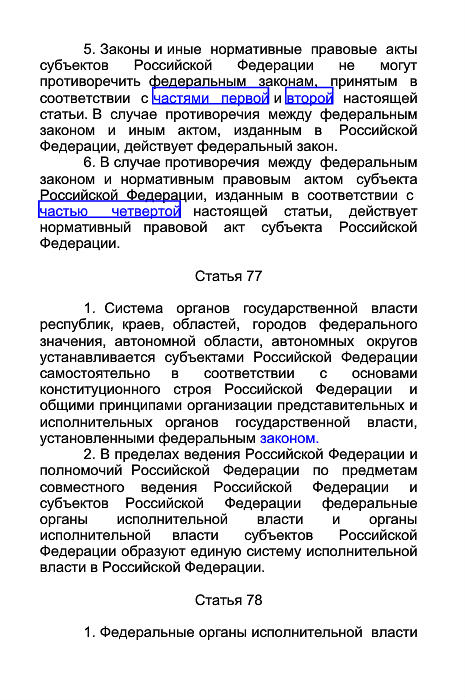 5. Законы и иные нормативные правовые акты
субъектов Российской Федерации не могут
противоречить федеральным законам, принятым в
соответствии с частями первой и второй настоящей
статьи. В случае противоречия между федеральным
законом и иным актом, изданным в Российской
Федерации, действует федеральный закон.
6. В случае противоречия между федеральным
законом и нормативным правовым актом субъекта
Российской Федерации, изданным в соответствии с
частью четвертой настоящей статьи, действует
нормативный правовой акт субъекта Российской
Федерации.
Статья 77
1. Система органов государственной власти
республик, краев, областей, городов федерального
значения, автономной области, автономных округов
устанавливается субъектами Российской Федерации
самостоятельно в соответствии с основами
конституционного строя Российской Федерации и
общими принципами организации представительных и
исполнительных органов государственной власти,
установленными федеральным законом.
2. В пределах ведения Российской Федерации и
полномочий Российской Федерации по предметам
совместного ведения Российской Федерации и
субъектов Российской Федерации федеральные
органы исполнительной власти и органы
исполнительной власти субъектов Российской
Федерации образуют единую систему исполнительной
власти в Российской Федерации.
Статья 78
1. Федеральные органы исполнительной власти